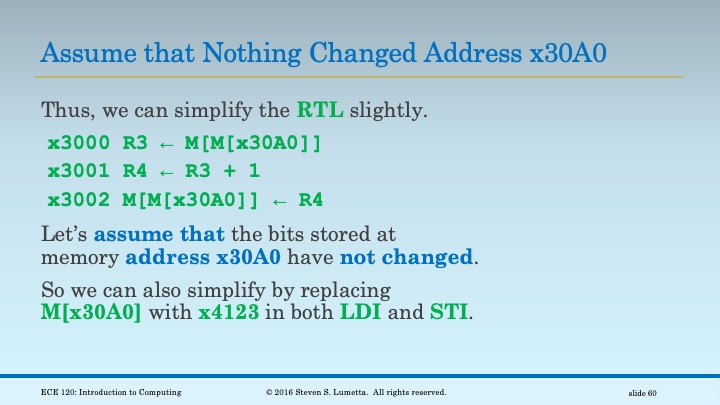 Assume that Nothing Changed Address x30A0
Thus, we can simplify the RTL slightly.
x3000 R3 ← M[M[x30A0]]
x3001 R4 ← R3 + 1
x3002 M[M[x30A0]] ← R4
Let’s assume that the bits stored at
memory address x30A0 have not changed.
So we can also simplify by replacing
M[x30A0] with x4123 in both LDI and STI.
ECE 120: Introduction to Computing
© 2016 Steven S. Lumetta. All rights reserved.
slide 60